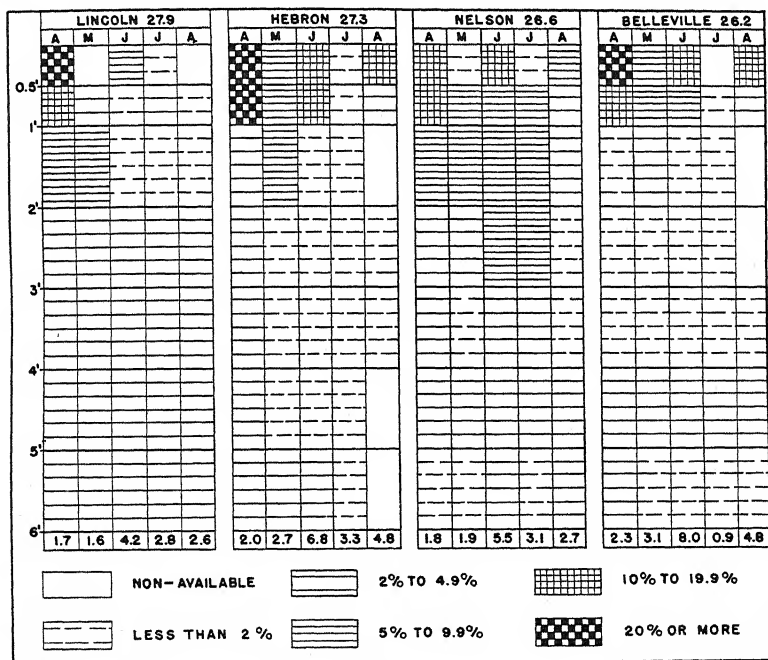 LINCOLN 27.9 HEBRON 27.3 NELSON 26.6 BELLEVILLE 26.2
A M J J A A M J J A A M J J A A M J J A
0.5'
1'
2'
3'
4'
5'
6'
1.7 1.6 4.2 2.8 2.6 2.0 2.7 6.8 3.3 4.8 1.8 1.9 5.5 3.1 2.7 2.3 3.1 8.0 0.9 4.8
NON-AVAILABLE 2% TO 4.9% 10% TO 19.9%
LESS THAN 2% 5% TO 9.9% 20% OR MORE